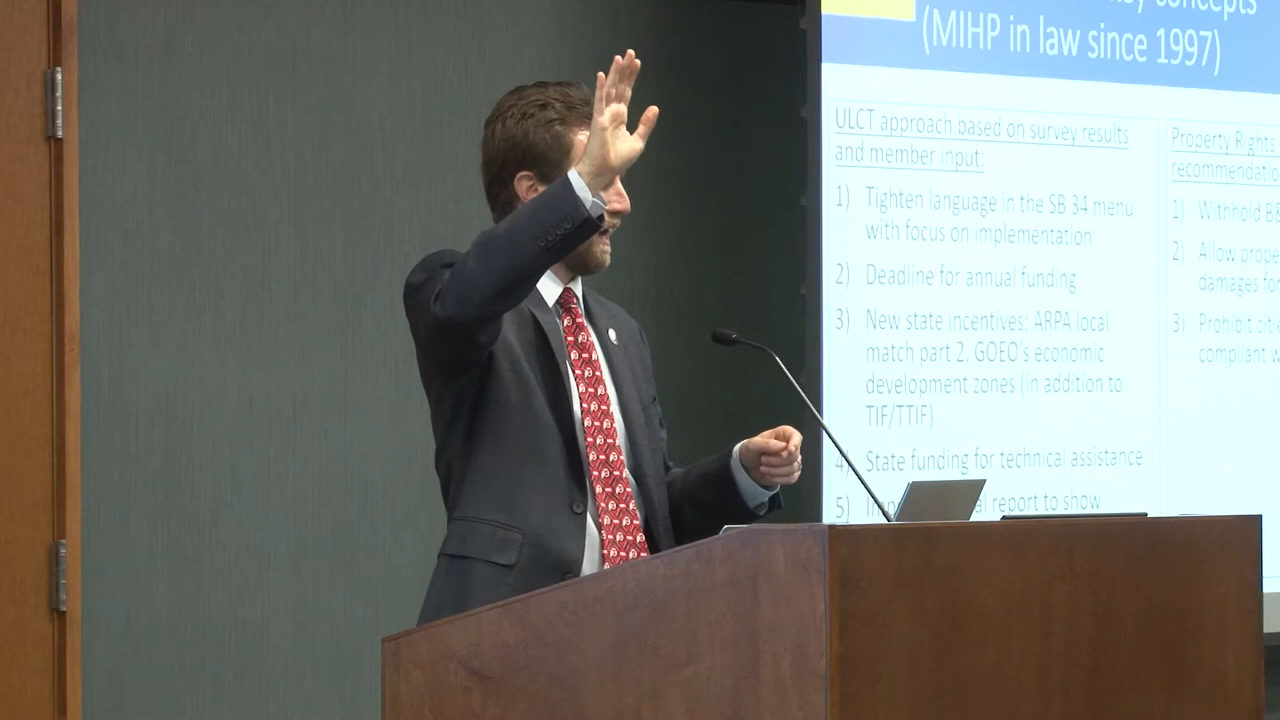 key concepts
(MIHP in law since 1997)
ULCT approach based on survey results
and member input:
1) Tighten language in the SB 34 menu
with focus on implementation
2) Deadline for annual funding
3) New state incentives: ARPA local
match part 2, GOEO's economic
development zones (in addition to
TIF/TTIF)
4) State funding for technical assistance
5) report to show
Property Rights
recommendatio
1) Withhold B&
2) Allow prope
damages for
3) Prohibit citi
compliant w